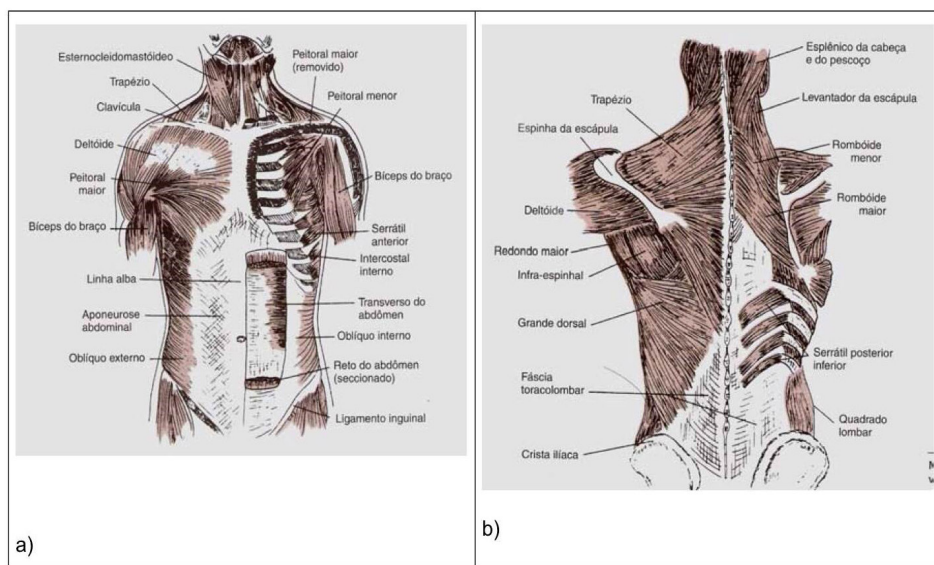 Esternocleidomastóideo
Trapézio
Clavícula
Deltóide
Peitoral
maior
Bíceps do braço
Linha alba
Aponeurose
abdominal
Oblíquo externo
Peitoral maior
(removido)
Peitoral menor
Bíceps do braço
Serrátil
anterior
Intercostal
interno
Transverso do
abdômen
Oblíquo interno
Reto do abdômen
(seccionado)
Ligamento inguinal
a)
Trapézio
Espinha da escápula
Deltóide
Redondo maior
Infra-espinhal
Grande dorsal
Fáscia
toracolombar
Crista ilíaca
Esplênico da cabeça
e do pescoço
Levantador da escápula
Rombóide
menor
Rombóide
maior
Serrátil posterior
inferior
Quadrado
lombar
b)